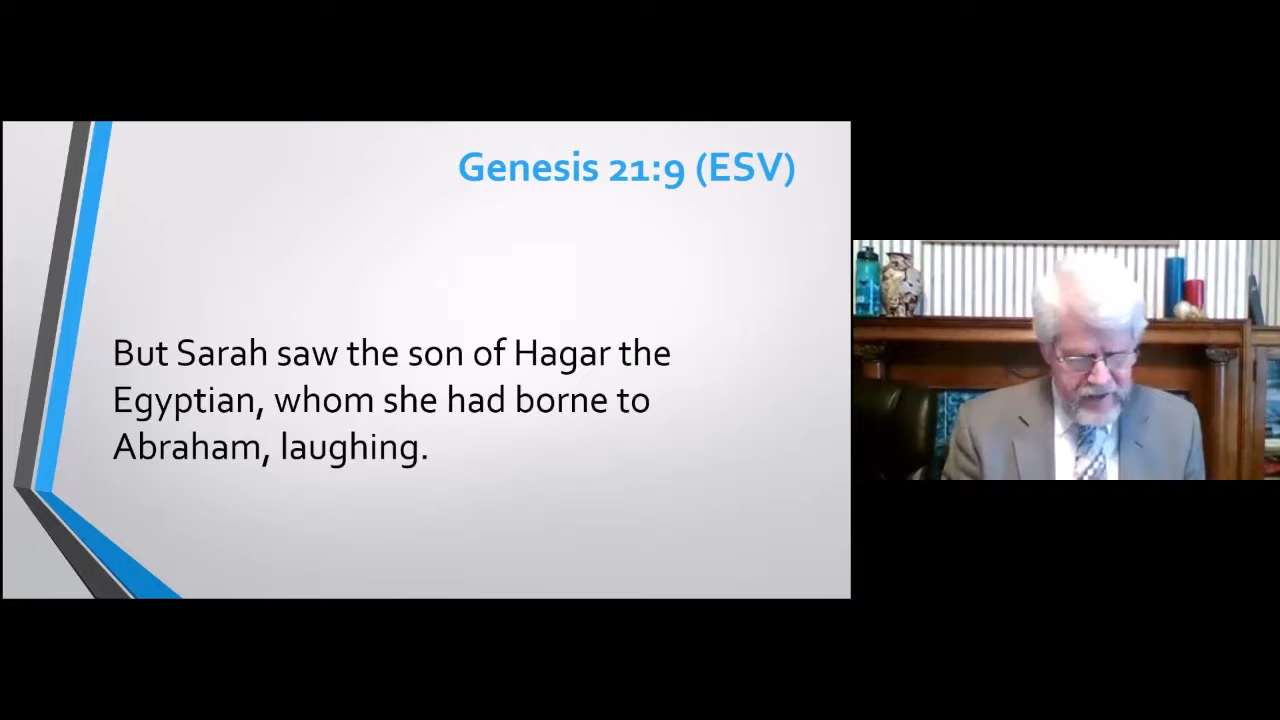 Genesis 21:9 (ESV)
But Sarah saw the son of Hagar the
Egyptian, whom she had borne to
Abraham, laughing.